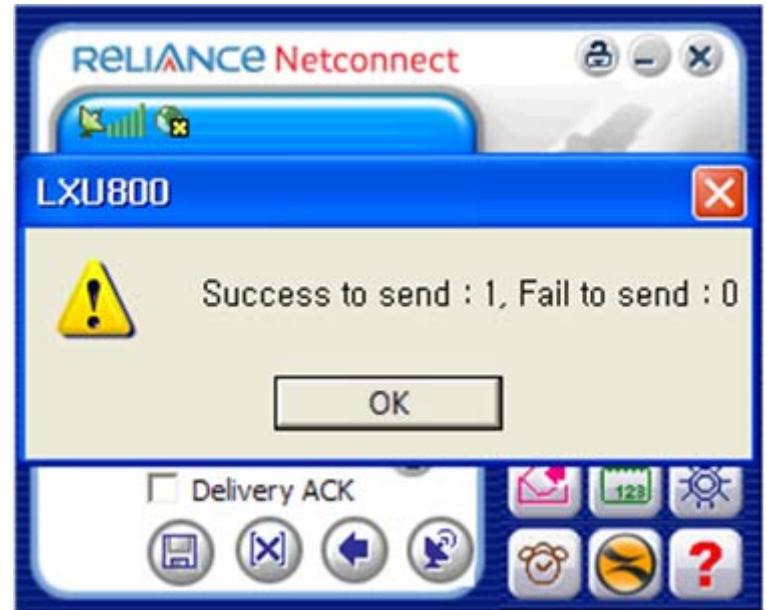 RELIANCE Netconnect
LXU800
Success to send : 1, Fail to send : 0
OK
Delivery ACK
123
?